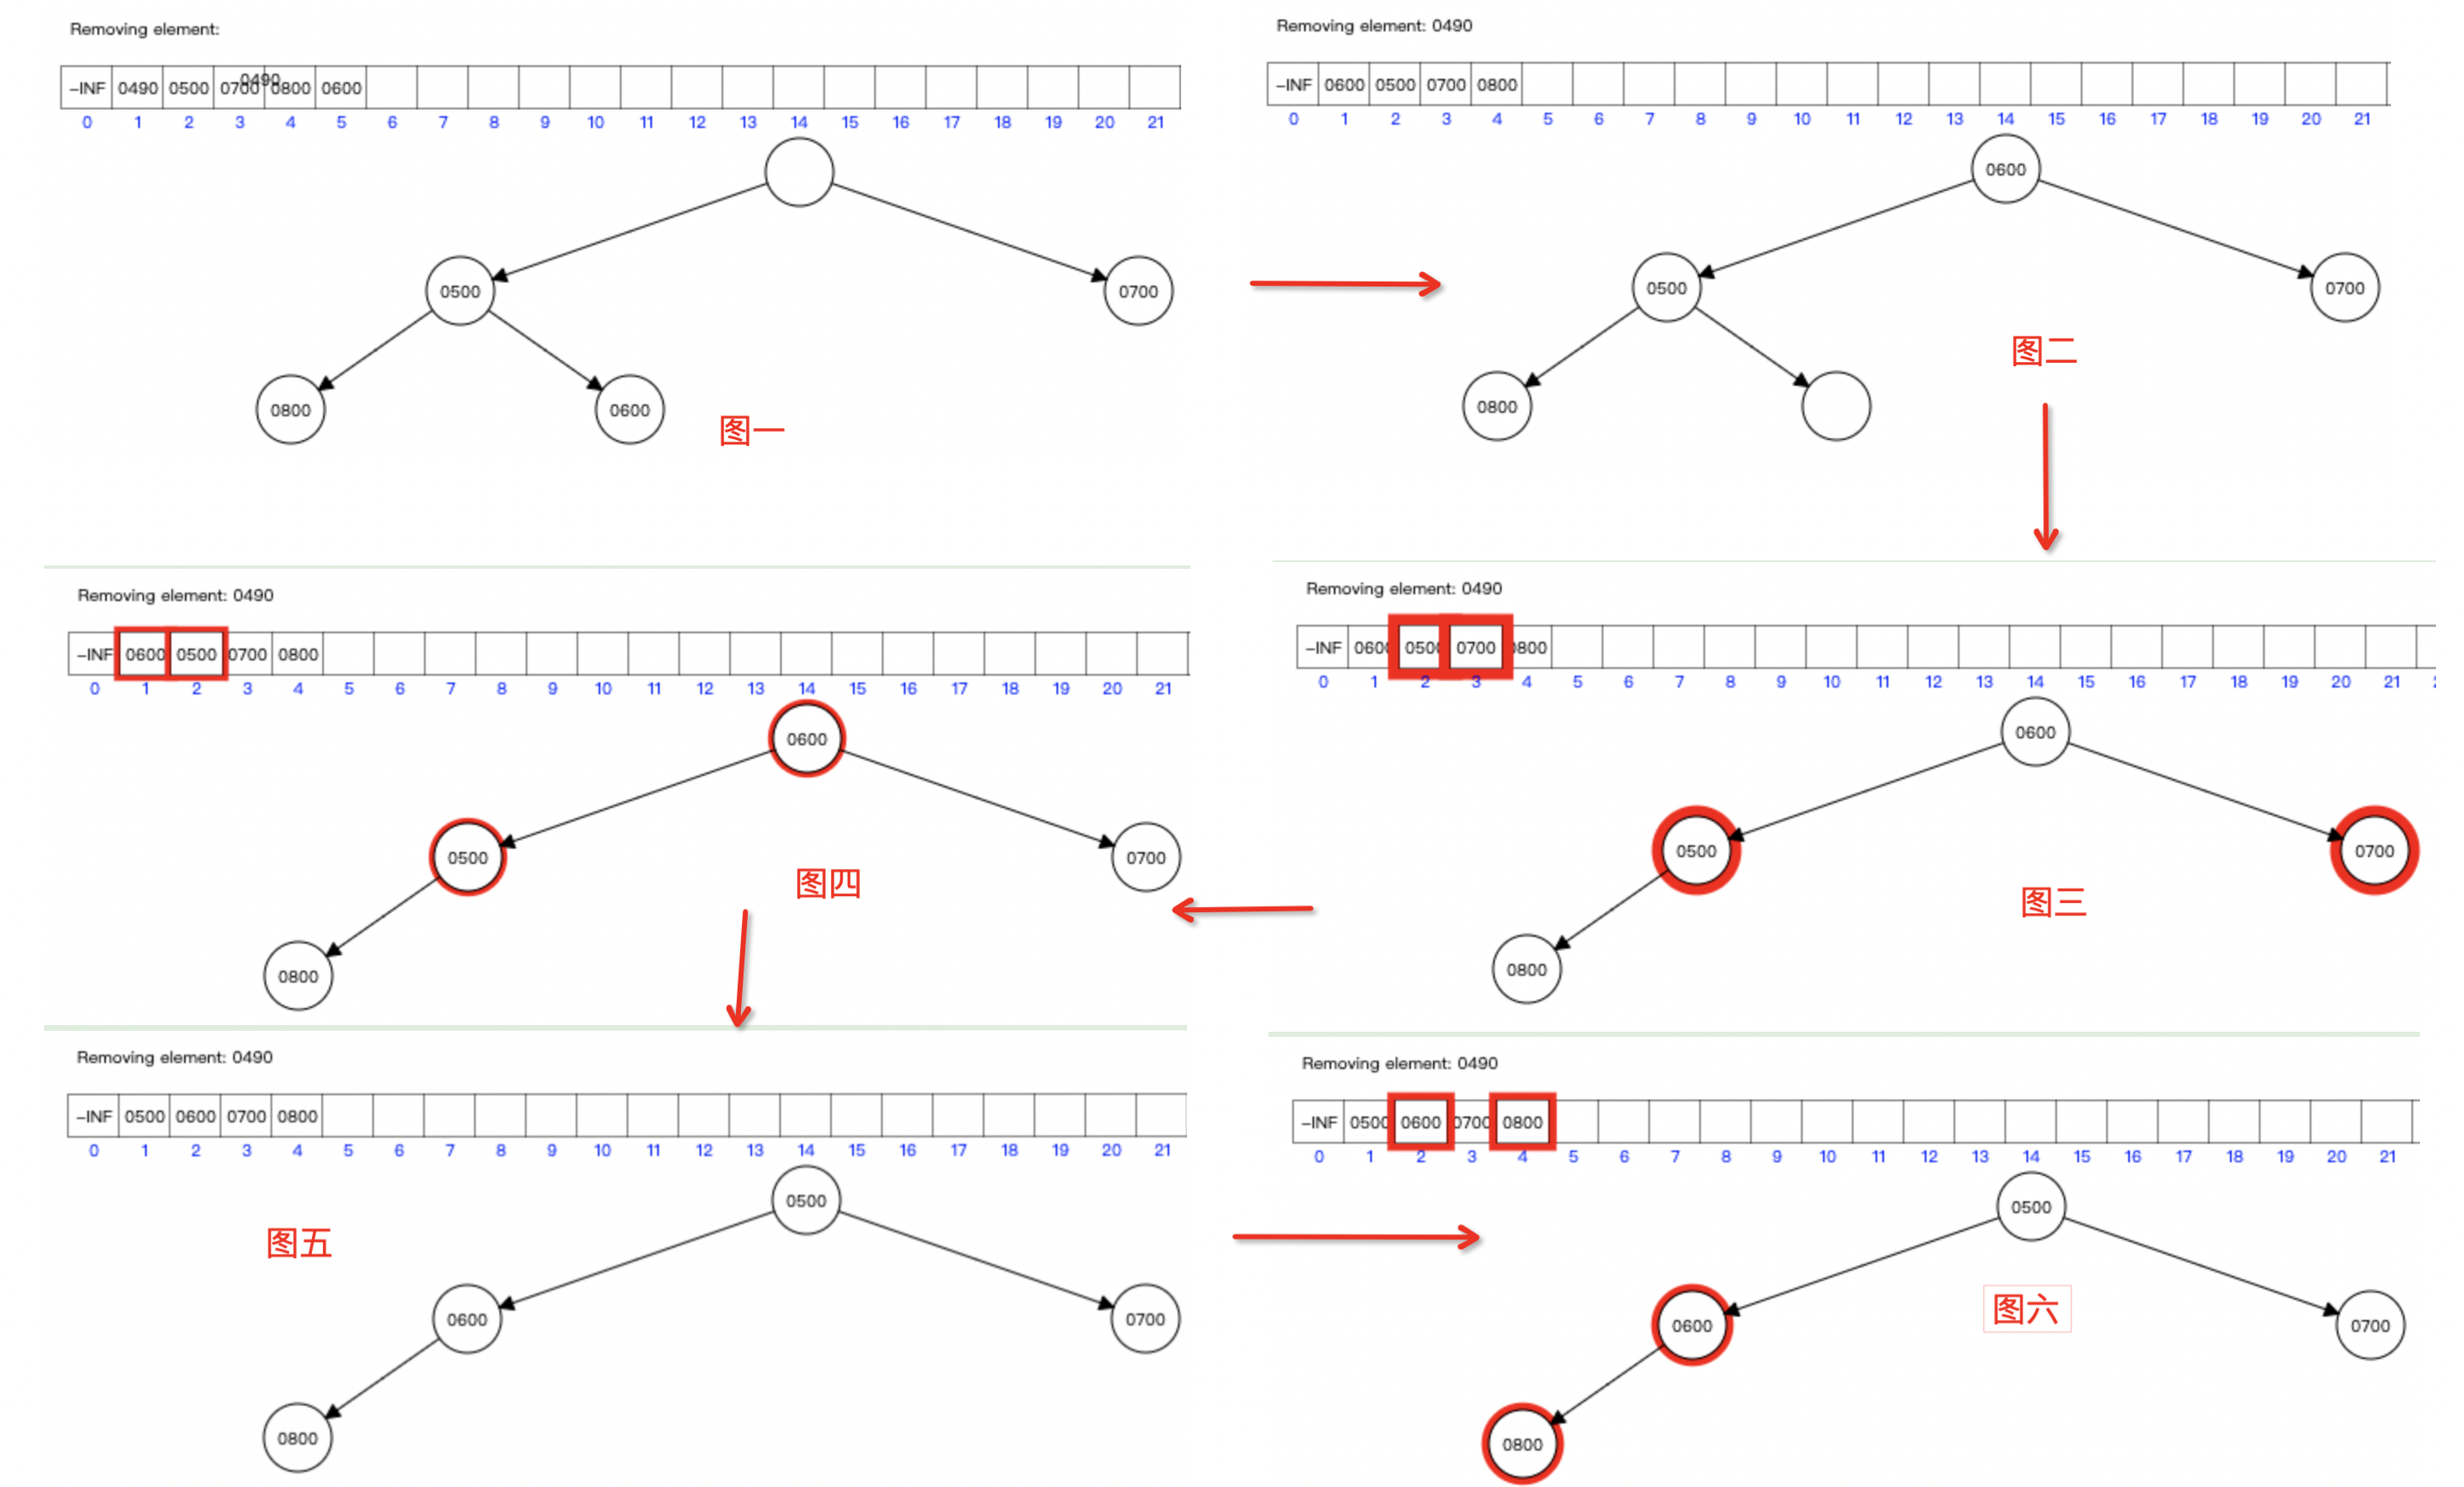 Removing element:
0490
-INF 0490 0500 0700 0800 0600
0 1 2 3 4 5 6 7 8 9 10 11 12 13 14 15 16 17 18 19 20 21
0500 0700
0800 0600
图一
Removing element: 0490
-INF 0600 0500 0700 0800
0 1 2 3 4 5 6 7 8 9 10 11 12 13 14 15 16 17 18 19 20 21
0600
0500 0700
图二
0800
Removing element: 0490
-INF 0600 0500 0700 0800
0 1 2 3 4 5 6 7 8 9 10 11 12 13 14 15 16 17 18 19 20 21
0600
0500 0700
图四
0800
Removing element: 0490
-INF 0600 0500 0700 0800
0 1 2 3 4 5 6 7 8 9 10 11 12 13 14 15 16 17 18 19 20 21
0600
0500 0700
图三
0800
Removing element: 0490
-INF 0500 0600 0700 0800
0 1 2 3 4 5 6 7 8 9 10 11 12 13 14 15 16 17 18 19 20 21
0500
图五
0600 0700
0800
Removing element: 0490
-INF 0500 0600 0700 0800
0 1 2 3 4 5 6 7 8 9 10 11 12 13 14 15 16 17 18 19 20 21
0500
图六
0600 0700
0800